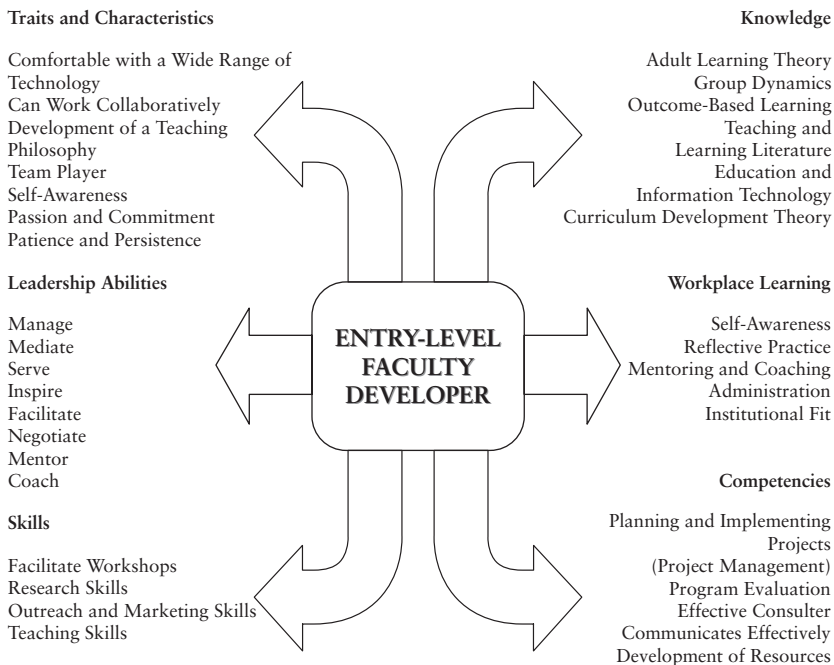 Traits and Characteristics
Comfortable with a Wide Range of
Technology
Can Work Collaboratively
Development of a Teaching
Philosophy
Team Player
Self-Awareness
Passion and Commitment
Patience and Persistence
Leadership Abilities
Manage
Mediate
Serve
Inspire
Facilitate
Negotiate
Mentor
Coach
Skills
Facilitate Workshops
Research Skills
Outreach and Marketing Skills
Teaching Skills
ENTRY-LEVEL
FACULTY
DEVELOPER
Knowledge
Adult Learning Theory
Group Dynamics
Outcome-Based Learning
Teaching and
Learning Literature
Education and
Information Technology
Curriculum Development Theory
Workplace Learning
Self-Awareness
Reflective Practice
Mentoring and Coaching
Administration
Institutional Fit
Competencies
Planning and Implementing
Projects
(Project Management)
Program Evaluation
Effective Consulter
Communicates Effectively
Development of Resources